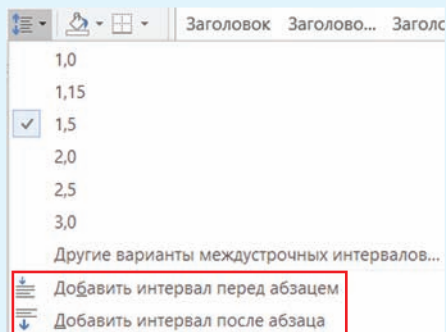 Заголовок Заголово... Заголс
1,0
1,15
1,5
2,0
2,5
3,0
Другие варианты междустрочных интервалов...
Добавить интервал перед абзацем
Добавить интервал после абзаца